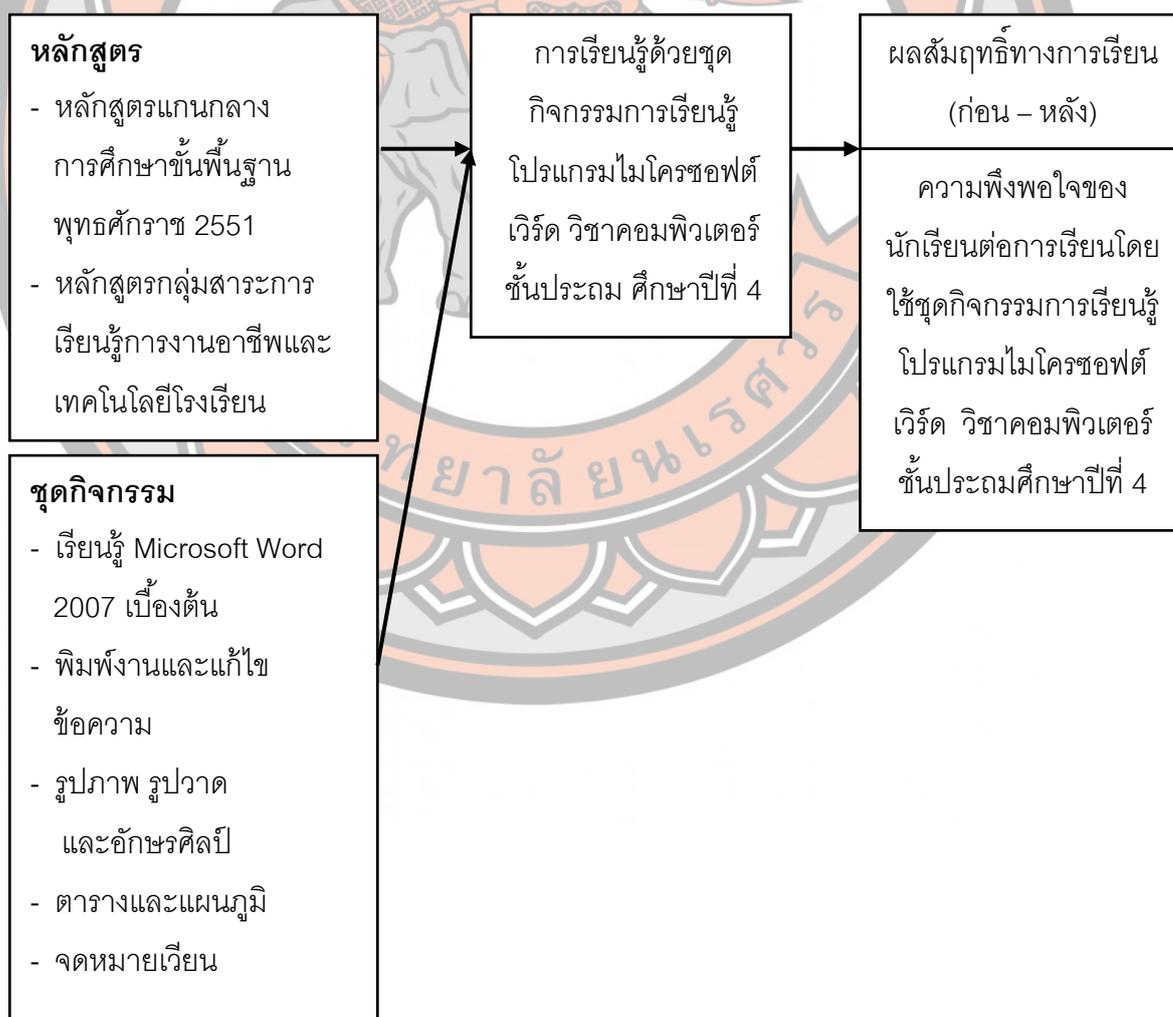 หลักสูตร
- หลักสูตรแกนกลาง
การศึกษาขั้นพื้นฐาน
พุทธศักราช 2551
- หลักสูตรกลุ่มสาระการ
เรียนรู้การงานอาชีพและ
เทคโนโลยีโรงเรียน
ชุดกิจกรรม
- เรียนรู้ Microsoft Word
2007 เบื้องต้น
- พิมพ์งานและแก้ไข
ข้อความ
- รูปภาพ รูปวาด
และอักษรศิลป์
- ตารางและแผนภูมิ
- จดหมายเวียน
การเรียนรู้ด้วยชุด
กิจกรรมการเรียนรู้
โปรแกรมไมโครซอฟต์
เวิร์ด วิชาคอมพิวเตอร์
ชั้นประถม ศึกษาปีที่ 4
ผลสัมฤทธิ์ทางการเรียน
(ก่อน – หลัง)
ความพึงพอใจของ
นักเรียนต่อการเรียนโดย
ใช้ชุดกิจกรรมการเรียนรู้
โปรแกรมไมโครซอฟต์
เวิร์ด วิชาคอมพิวเตอร์
ชั้นประถมศึกษาปีที่ 4
ทยาลัยนเรศวร